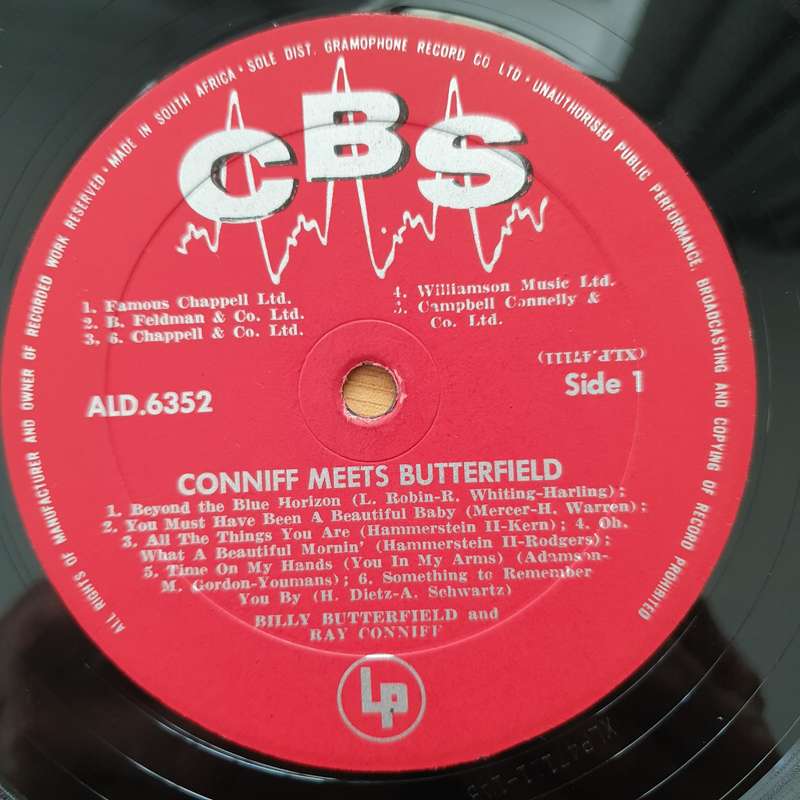 ALL RIGHTS OF MANUFACTURER AND OWNER OF RECORDED WORK RESERVED • MADE IN SOUTH AFRICA • SOLE DIST. GRAMOPHONE RECORD CO LTD • UNAUTHORISED PUBLIC PERFORMANCE, BROADCASTING AND COPYING OF RECORD PROHIBITED
CBS
1. Famous Chappell Ltd.
2. B. Feldman & Co. Ltd.
3. 6. Chappell & Co. Ltd.
4. Williamson Music Ltd.
5. Campbell Connelly &
Co. Ltd.
(XLP.47111)
ALD.6352
Side 1
CONNIFF MEETS BUTTERFIELD
1. Beyond the Blue Horizon (L. Robin-R. Whiting-Harling);
2. You Must Have Been A Beautiful Baby (Mercer-H. Warren);
3. All The Things You Are (Hammerstein II-Kern); 4. Oh.
What A Beautiful Mornin' (Hammerstein II-Rodgers);
5. Time On My Hands (You In My Arms) (Adamson-
M. Gordon-Youmans); 6. Something to Remember
You By (H. Dietz-A. Schwartz)
BILLY BUTTERFIELD and
RAY CONNIFF
LP